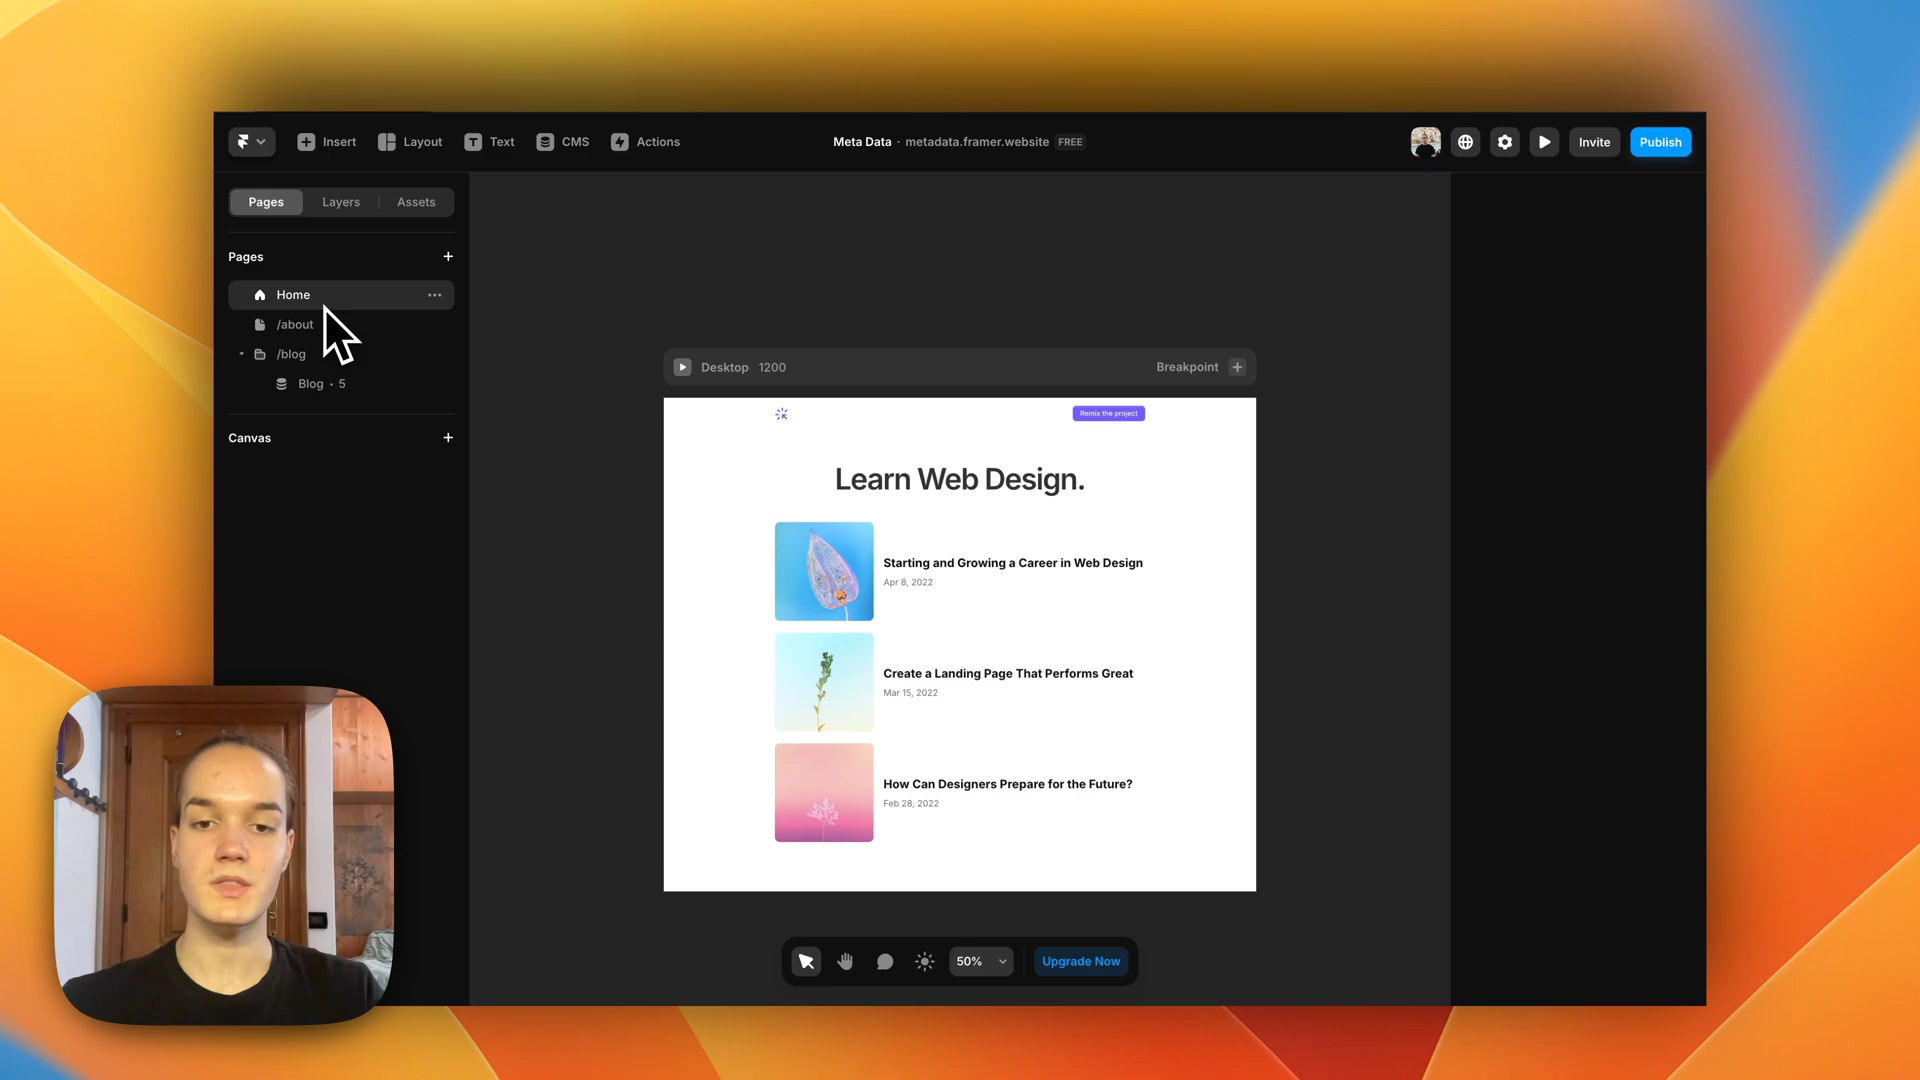 Insert
Layout
Text
CMS
Actions
Meta Data · metadata.framer.website FREE
Invite
Publish
Pages
Layers
Assets
Pages
Home
/about
/blog
Blog · 5
Canvas
Desktop 1200
Breakpoint
Remix the project
Learn Web Design.
Starting and Growing a Career in Web Design
Apr 8, 2022
Create a Landing Page That Performs Great
Mar 15, 2022
How Can Designers Prepare for the Future?
Feb 28, 2022
50%
Upgrade Now